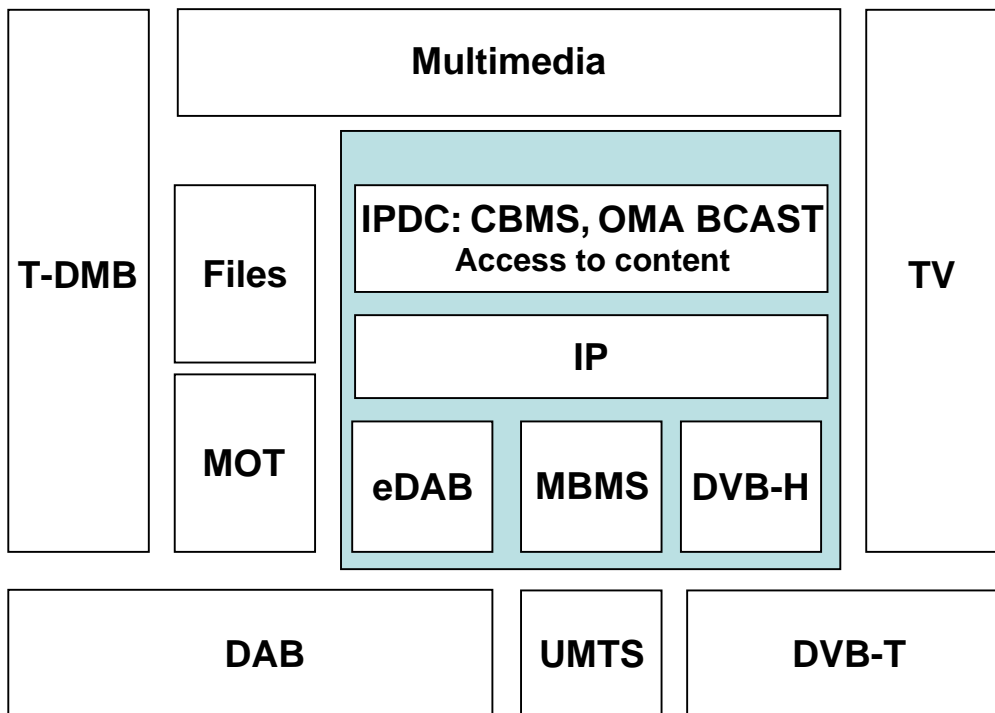 Multimedia
T-DMB
Files
IPDC: CBMS, OMA BCAST
Access to content
TV
IP
MOT
eDAB
MBMS
DVB-H
DAB
UMTS
DVB-T